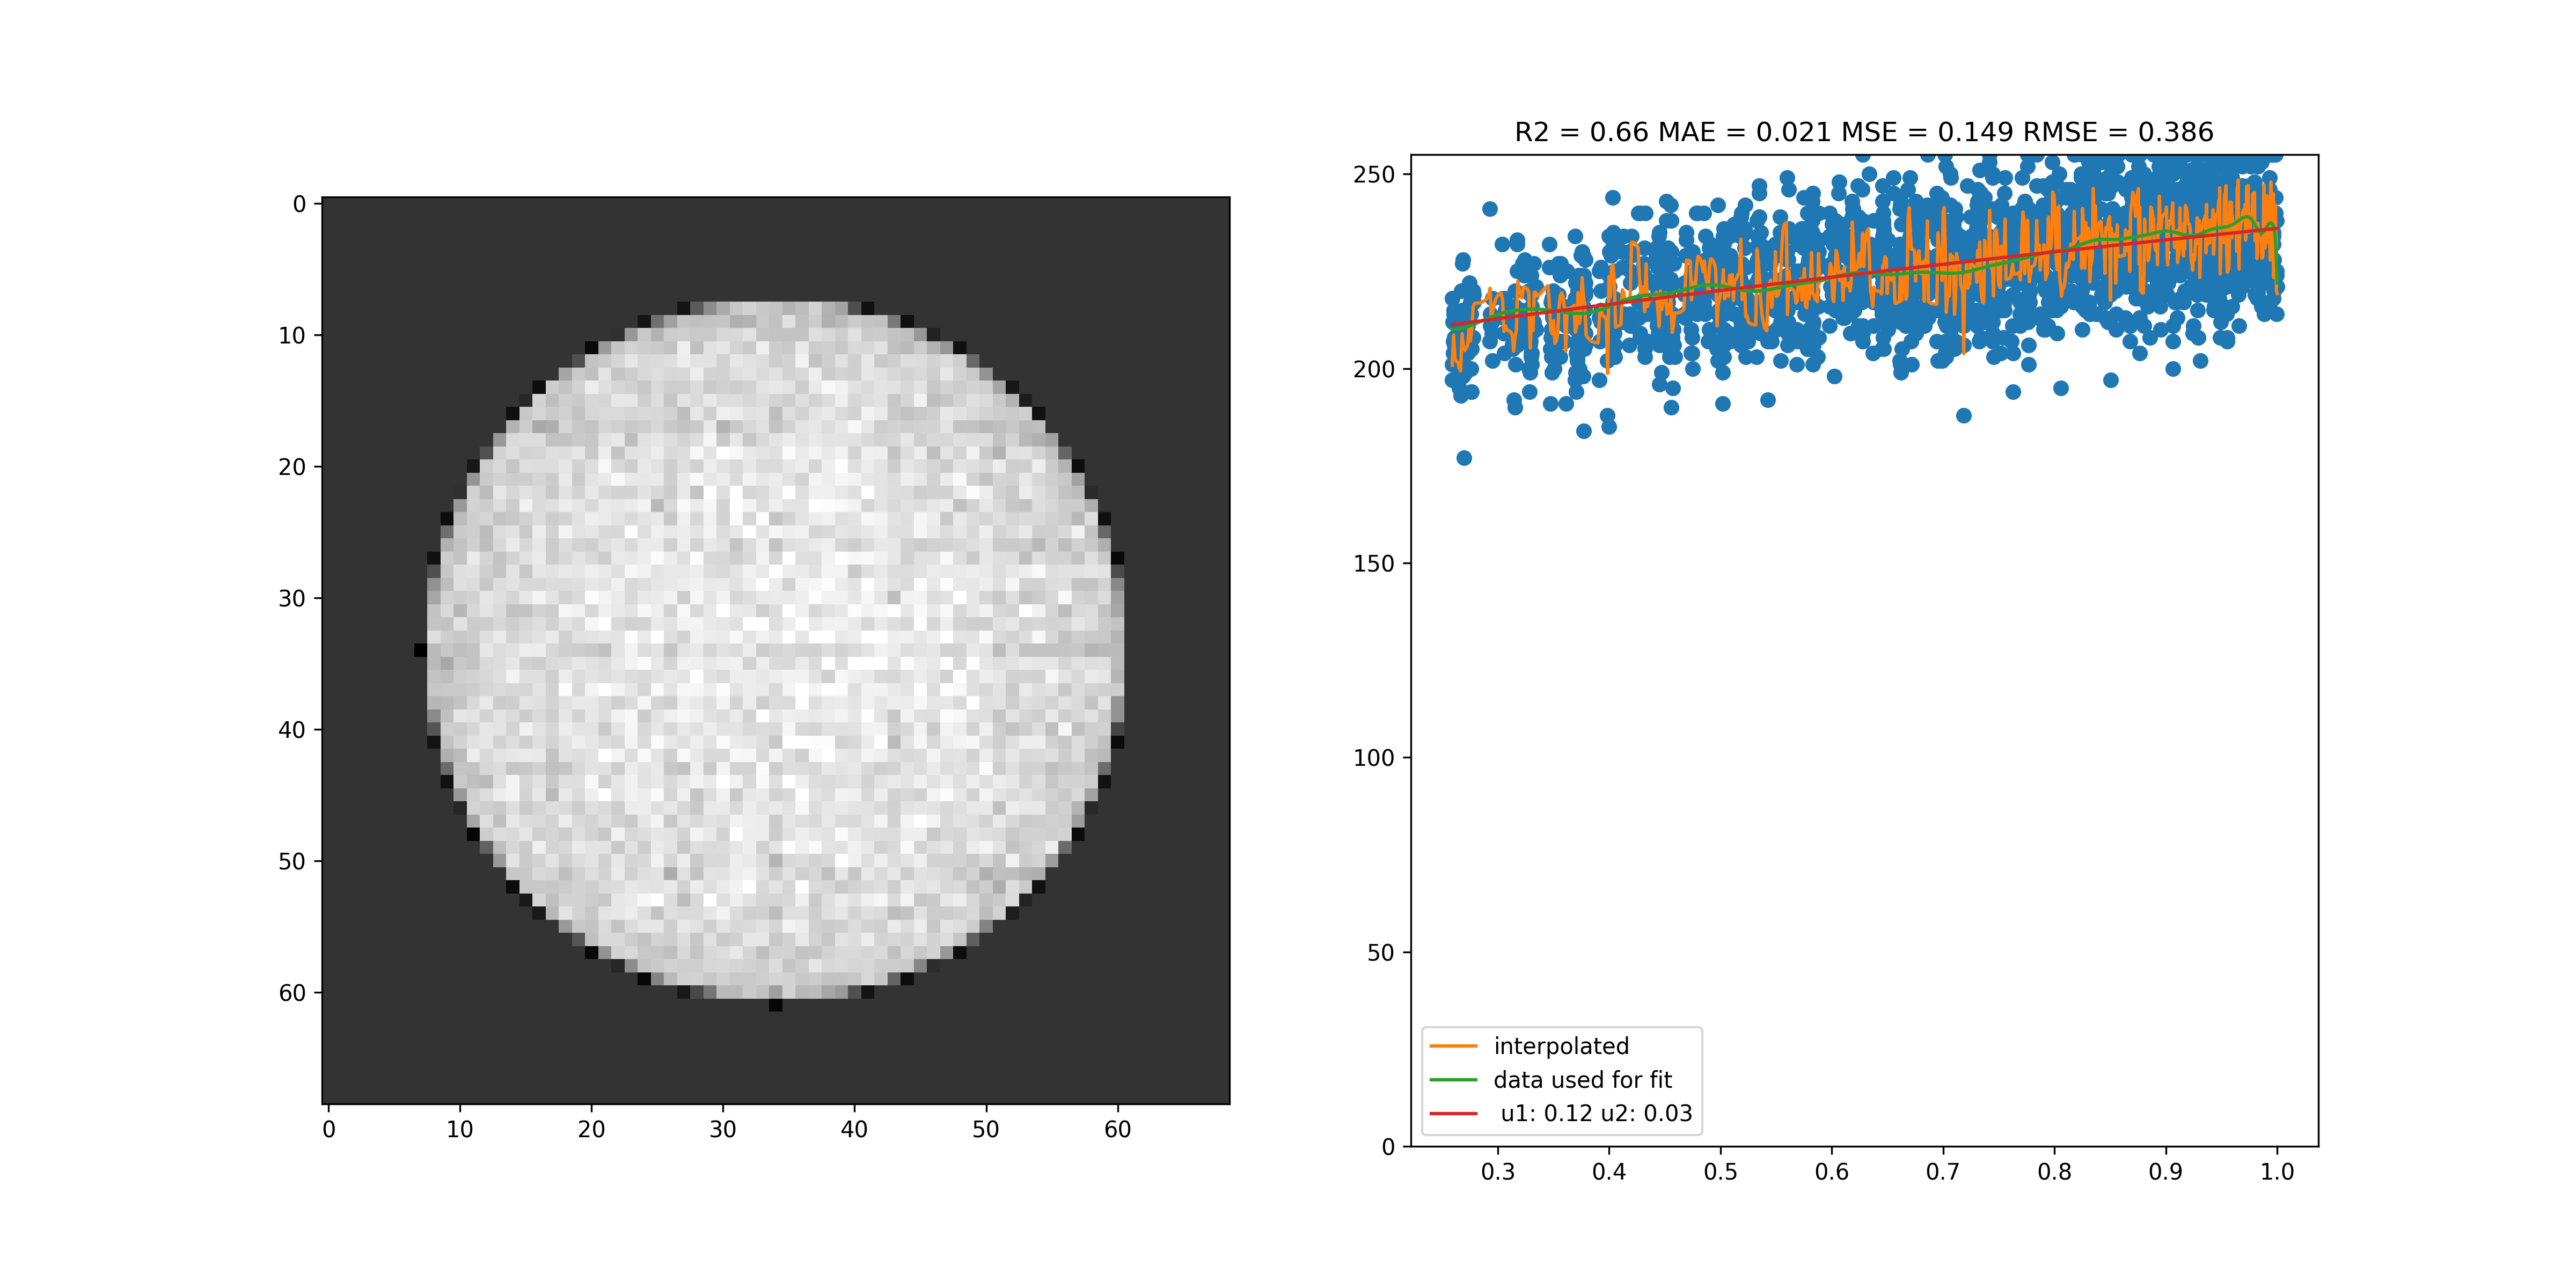 R2 = 0.66 MAE = 0.021 MSE = 0.149 RMSE = 0.386
0
10
20
30
40
50
60
0 10 20 30 40 50 60
250
200
150
100
50
0
interpolated
data used for fit
u1: 0.12 u2: 0.03
0.3 0.4 0.5 0.6 0.7 0.8 0.9 1.0